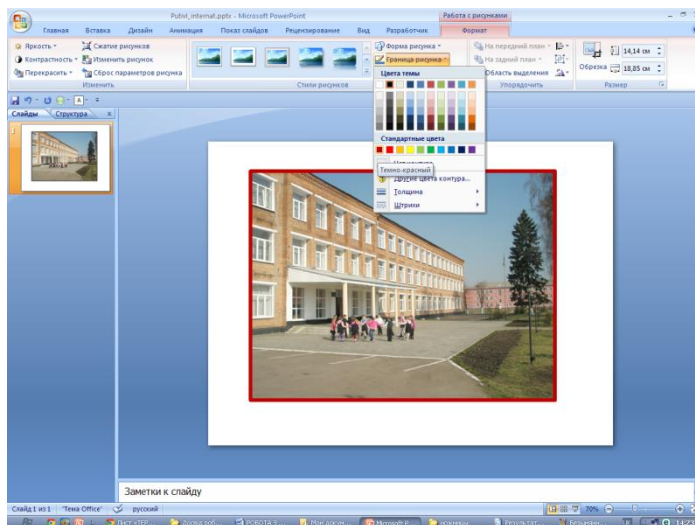 Publvl_internat.pptx - Microsoft PowerPoint
Работа с рисунками
Главная Вставка Дизайн Анимация Показ слайдов Рецензирование Вид Разработчик Формат
Яркость Сжатие рисунков
Контрастность Изменить рисунок
Перекрасить Сброс параметров рисунка
Изменить
Стили рисунков
Форма рисунка
Граница рисунка
На передний план
На задний план
Область выделения
Упорядочить
Обрезка
14,14 см
18,85 см
Размер
Цвета темы
Стандартные цвета
Темно-красный
Другие цвета контура...
Толщина
Штрихи
Слайды Структура
1
Заметки к слайду
Слайд 1 из 1 "Тема Office" русский 70%
Microsoft P...